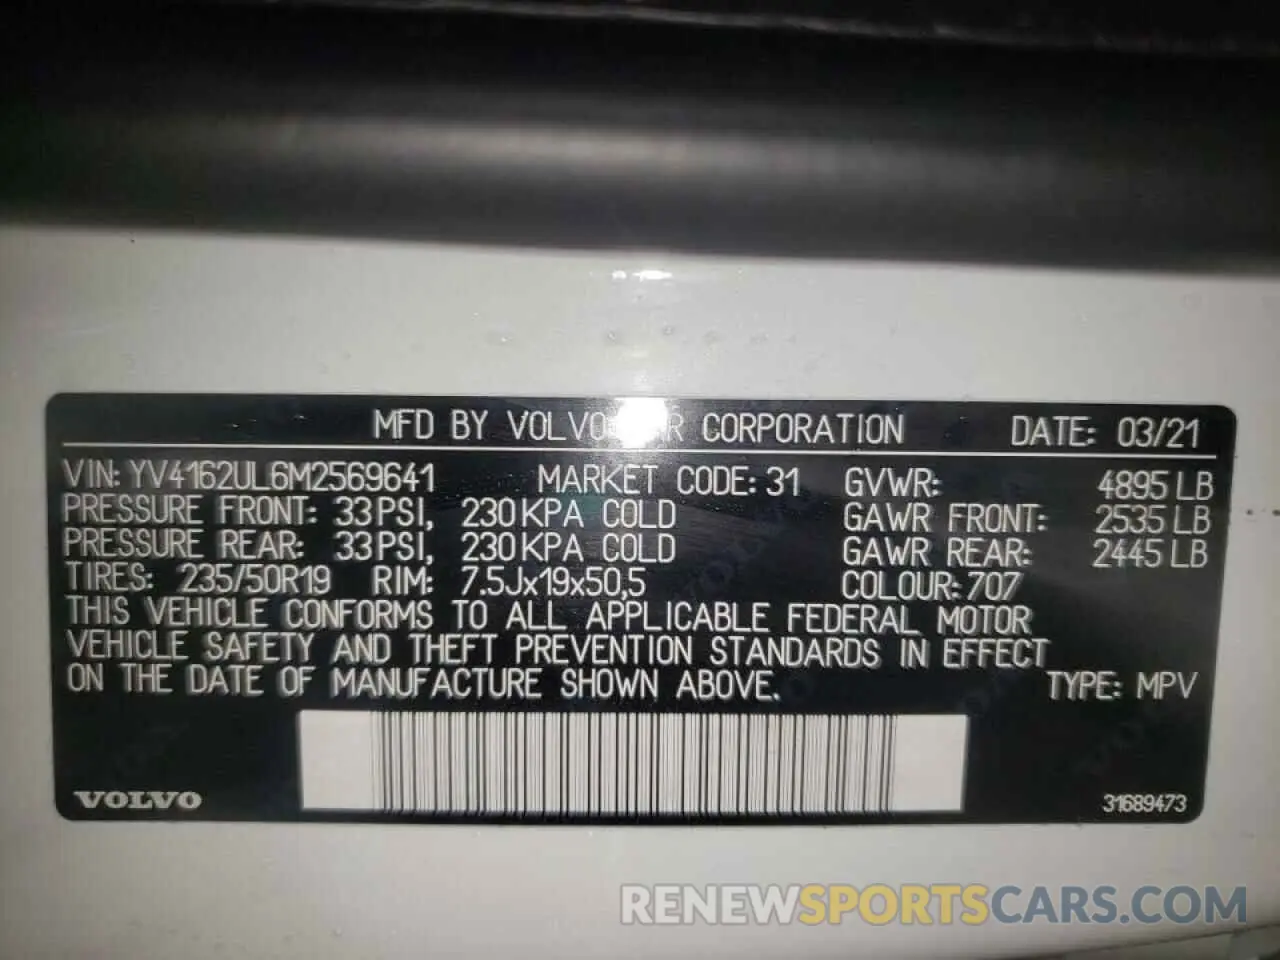 MFD BY VOLVO CAR CORPORATION DATE: 03/21
VIN: YV4162UL6M2569641 MARKET CODE: 31 GVWR: 4895 LB
PRESSURE FRONT: 33 PSI, 230 KPA COLD GAWR FRONT: 2535 LB
PRESSURE REAR: 33 PSI, 230 KPA COLD GAWR REAR: 2445 LB
TIRES: 235/50R19 RIM: 7.5Jx19x50,5 COLOUR: 707
THIS VEHICLE CONFORMS TO ALL APPLICABLE FEDERAL MOTOR
VEHICLE SAFETY AND THEFT PREVENTION STANDARDS IN EFFECT
ON THE DATE OF MANUFACTURE SHOWN ABOVE. TYPE: MPV
VOLVO 31689473
RENEWSPORTSCARS.COM